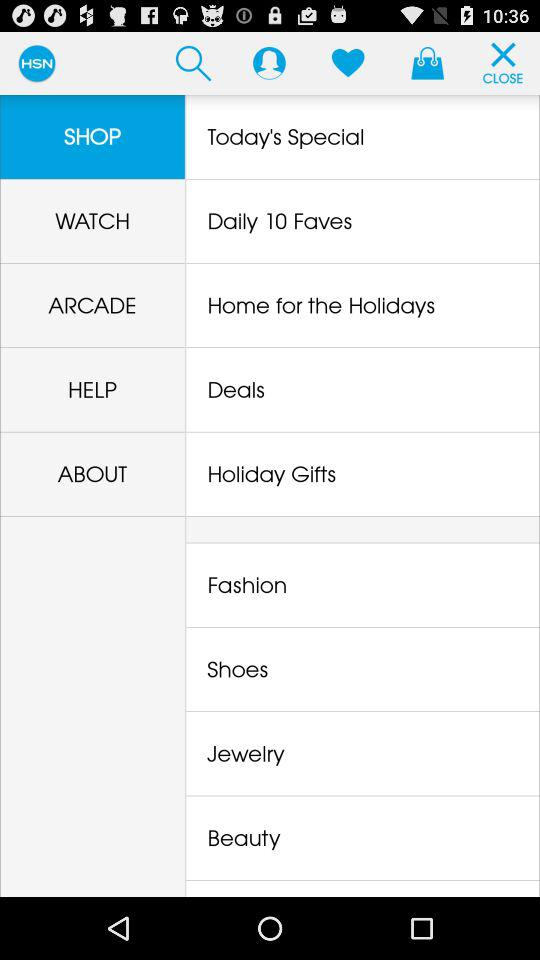 10:36
HSN
CLOSE
SHOP
WATCH
ARCADE
HELP
ABOUT
Today's Special
Daily 10 Faves
Home for the Holidays
Deals
Holiday Gifts
Fashion
Shoes
Jewelry
Beauty